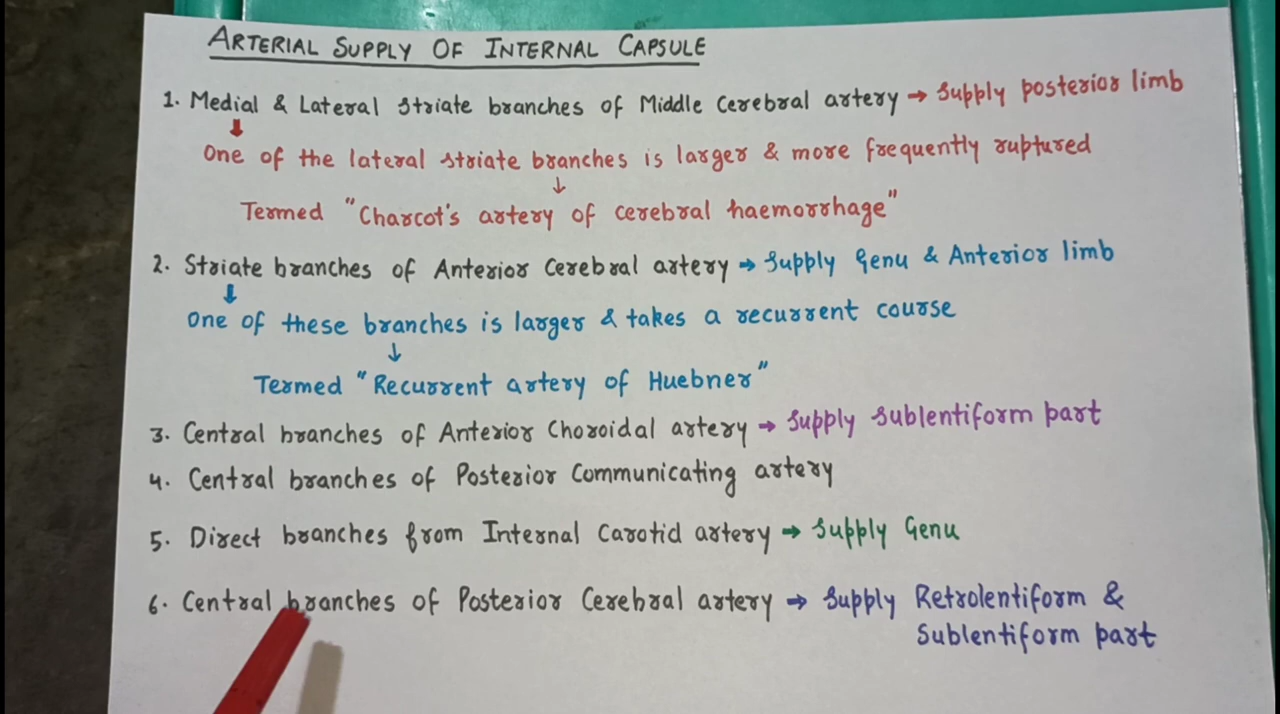 ARTERIAL SUPPLY OF INTERNAL CAPSULE
1. Medial & Lateral Striate branches of Middle Cerebral artery → Supply posterior limb
↓
One of the lateral striate branches is larger & more frequently ruptured
↓
Termed "Charcot's artery of cerebral haemorrhage"
2. Striate branches of Anterior Cerebral artery → Supply Genu & Anterior limb
↓
One of these branches is larger & takes a recurrent course
↓
Termed "Recurrent artery of Huebner"
3. Central branches of Anterior Choroidal artery → Supply Sublentiform part
4. Central branches of Posterior Communicating artery
5. Direct branches from Internal Carotid artery → Supply Genu
6. Central branches of Posterior Cerebral artery → Supply Retrolentiform &
Sublentiform part